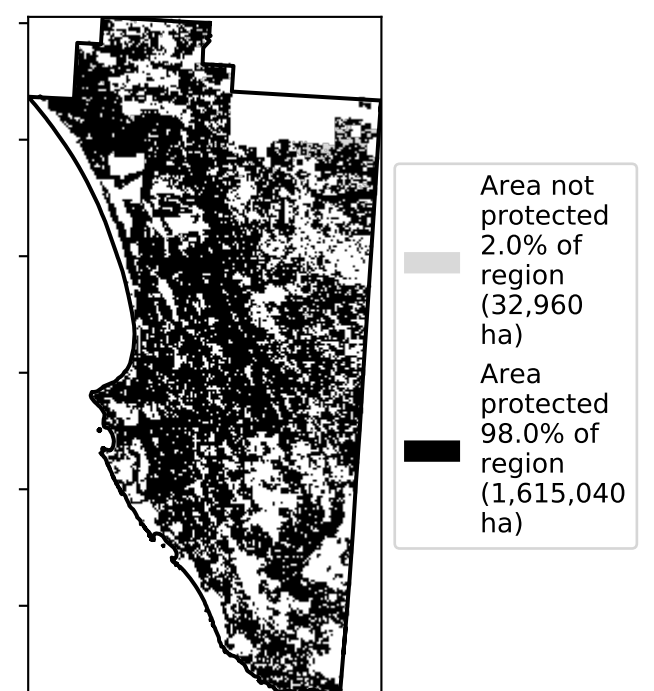 Area not
protected
2.0% of
region
(32,960
ha)
Area
protected
98.0% of
region
(1,615,040
ha)